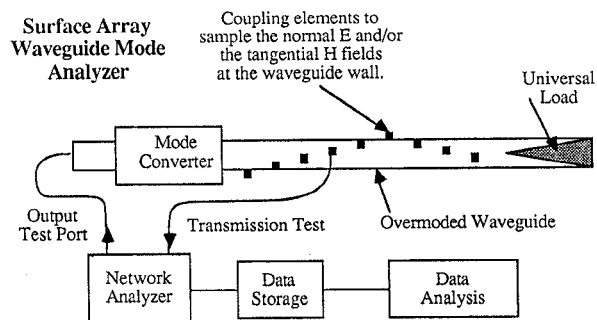 Surface Array
Waveguide Mode
Analyzer
Coupling elements to
sample the normal E and/or
the tangential H fields
at the waveguide wall.
Universal
Load
Mode
Converter
Output
Test Port
Transmission Test
Overmoded Waveguide
Network
Analyzer
Data
Storage
Data
Analysis